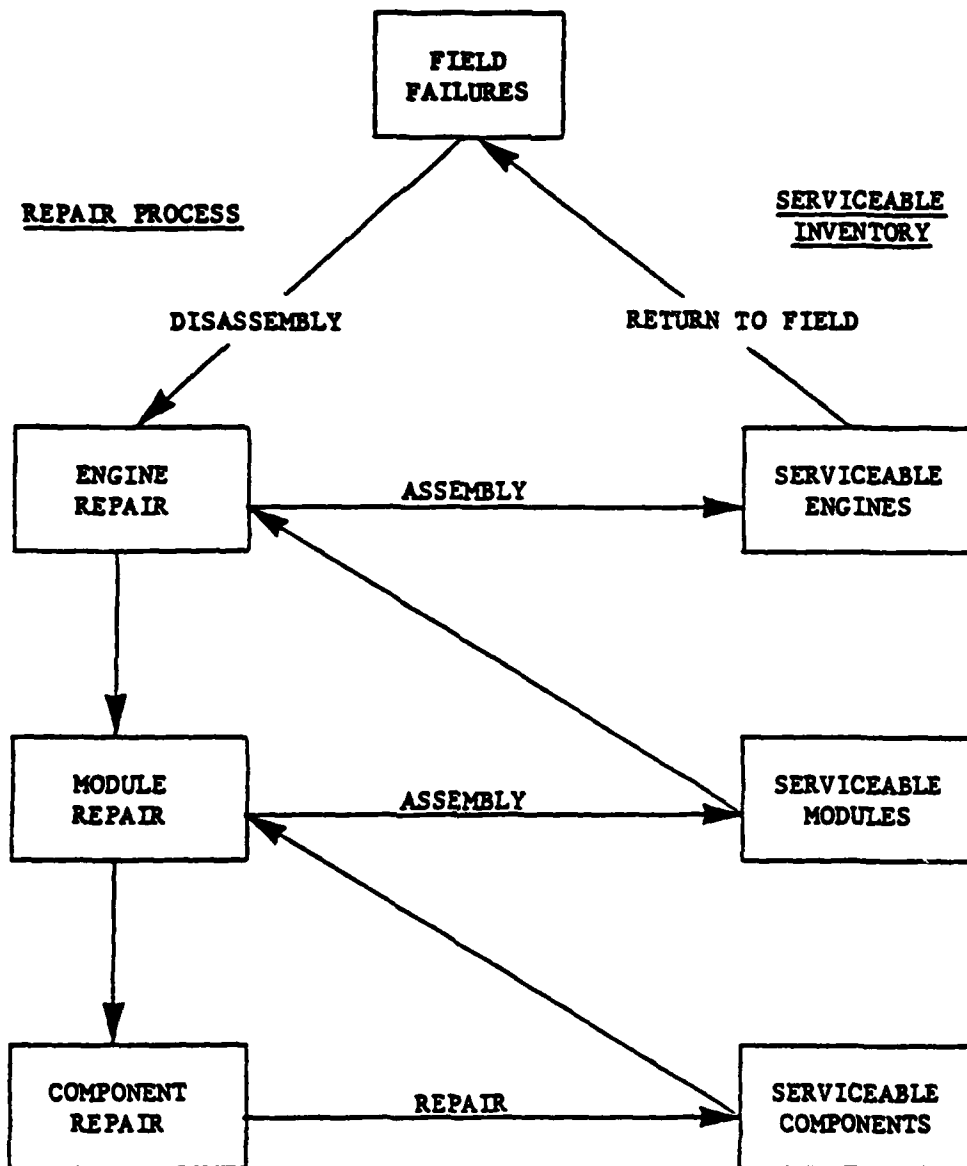 FIELD
FAILURES
REPAIR PROCESS
SERVICEABLE
INVENTORY
DISASSEMBLY
RETURN TO FIELD
ENGINE
REPAIR
ASSEMBLY
SERVICEABLE
ENGINES
MODULE
REPAIR
ASSEMBLY
SERVICEABLE
MODULES
COMPONENT
REPAIR
REPAIR
SERVICEABLE
COMPONENTS